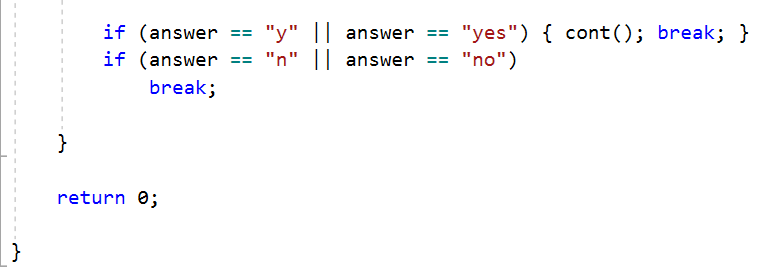 if (answer == "y" || answer == "yes") { cont(); break; }
if (answer == "n" || answer == "no")
break;
}
return 0;
}